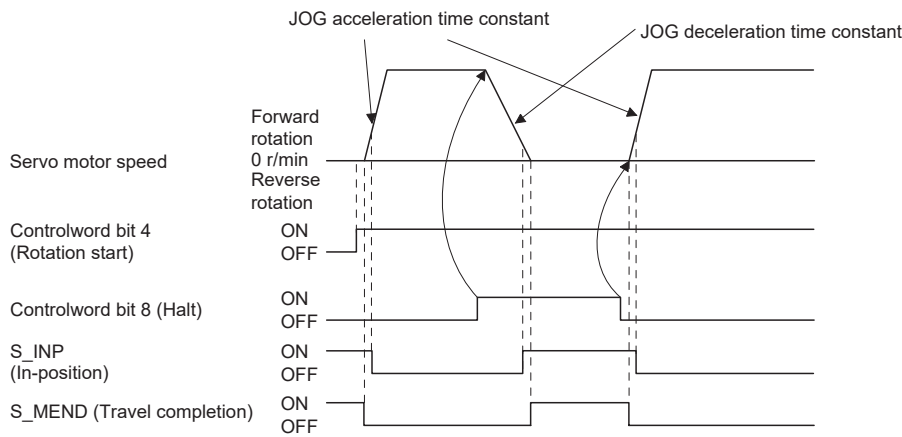 JOG acceleration time constant
JOG deceleration time constant
Forward
rotation
Servo motor speed
0 r/min
Reverse
rotation
Controlword bit 4
(Rotation start)
ON
OFF
Controlword bit 8 (Halt)
ON
OFF
S_INP
(In-position)
ON
OFF
S_MEND (Travel completion)
ON
OFF